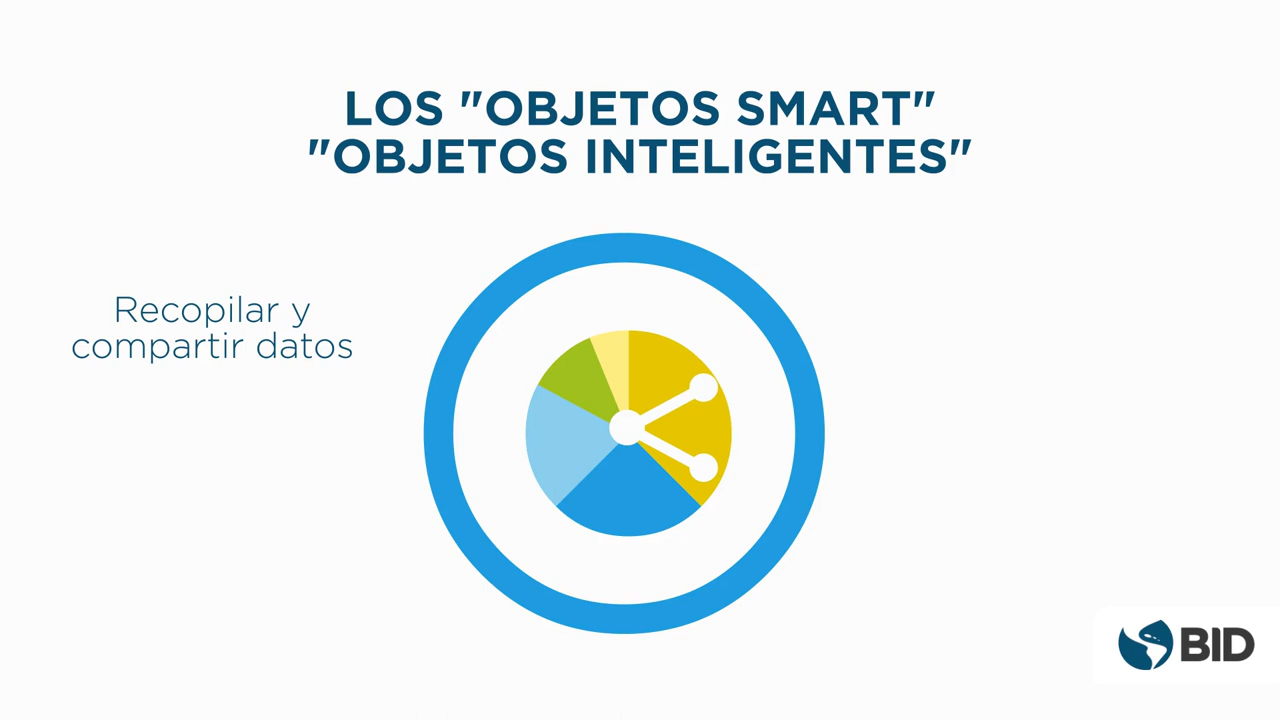 LOS "OBJETOS SMART"
"OBJETOS INTELIGENTES"
Recopilar y
compartir datos
BID